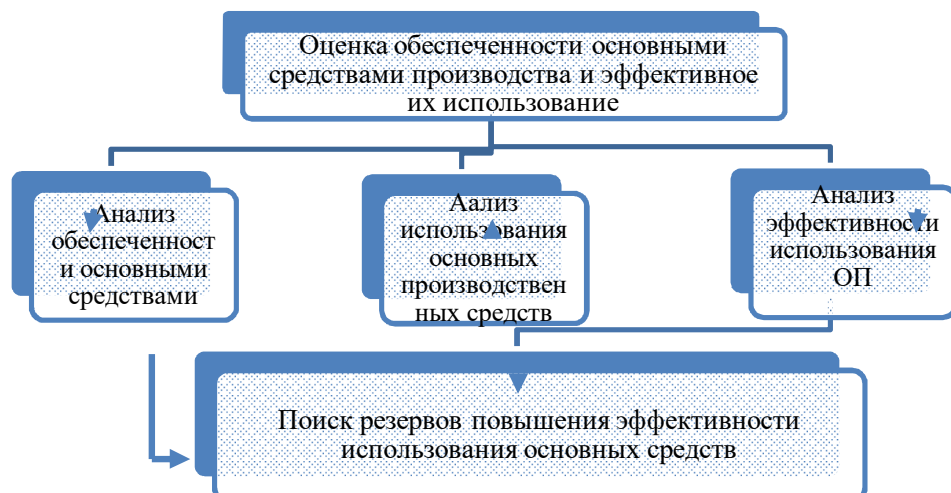 Оценка обеспеченности основными
средствами производства и эффективное
их использование
Анализ
обеспеченност
и основными
средствами
Аализ
использования
основных
производствен
ных средств
Анализ
эффективности
использования
ОП
Поиск резервов повышения эффективности
использования основных средств